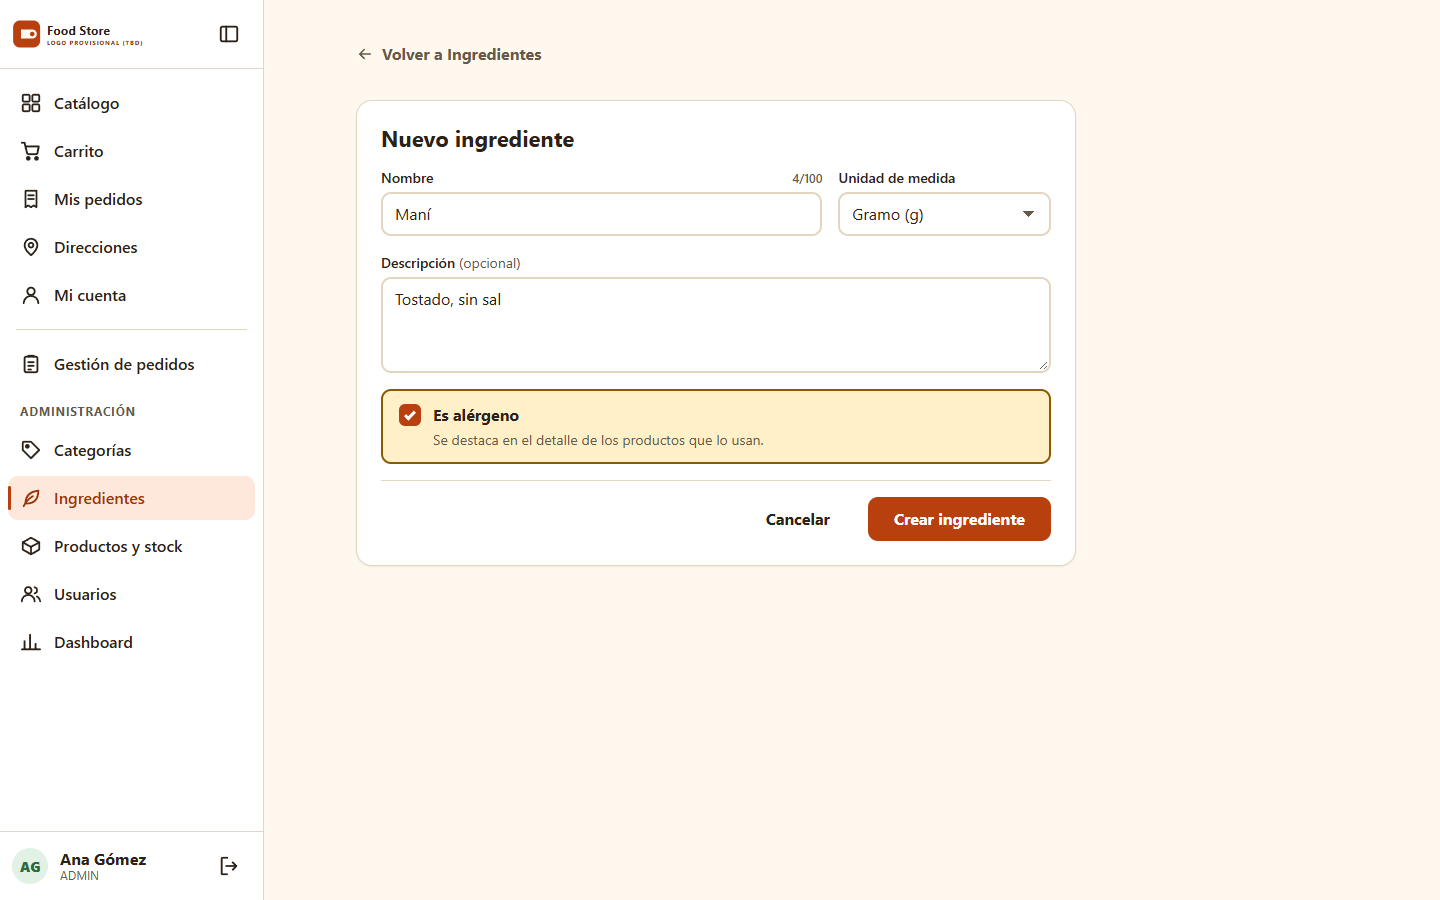 Food Store
LOGO PROVISIONAL (TBD)
Catálogo
Carrito
Mis pedidos
Direcciones
Mi cuenta
Gestión de pedidos
ADMINISTRACIÓN
Categorías
Ingredientes
Productos y stock
Usuarios
Dashboard
AG
Ana Gómez
ADMIN
Volver a Ingredientes
Nuevo ingrediente
Nombre 4/100
Maní
Unidad de medida
Gramo (g)
Descripción (opcional)
Tostado, sin sal
Es alérgeno
Se destaca en el detalle de los productos que lo usan.
Cancelar
Crear ingrediente